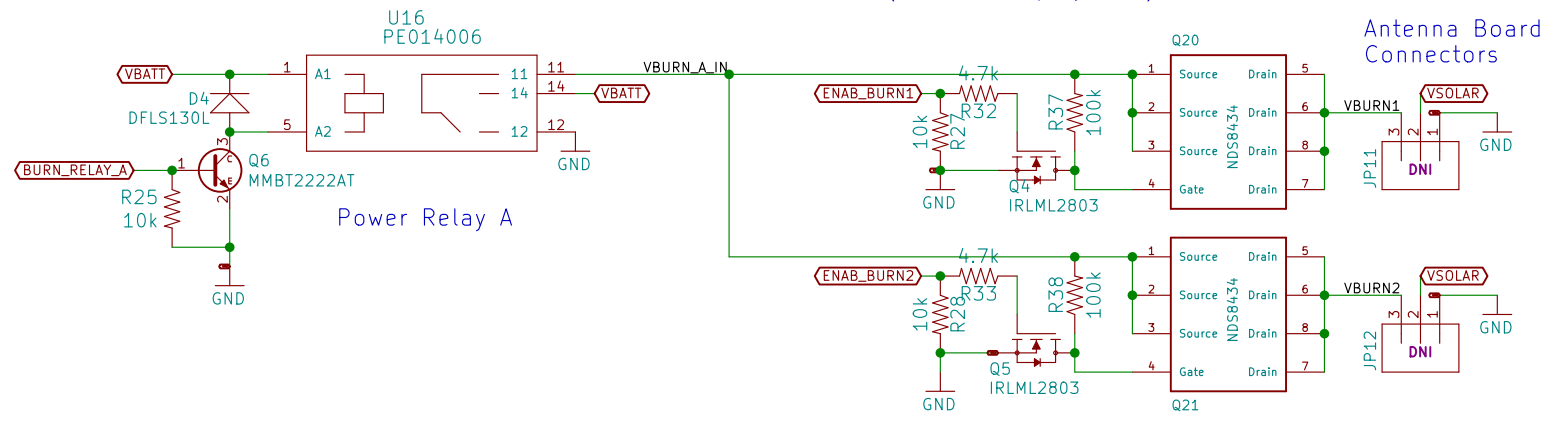 U16
PE014006
VBATT
1
A1
11
11
VBURN_A_IN
14
14
VBATT
D4
DFLS130L
5
A2
12
12
GND
3
BURN_RELAY_A
1
C
E
Q6
MMBT2222AT
2
R25
10k
GND
Power Relay A
ENAB_BURN1
4.7k
R32
10k
R27
GND
Q4
IRLML2803
R37
100k
Q20
1
Source
Drain
5
2
Source
Drain
6
3
Source
Drain
8
4
Gate
Drain
7
NDS8434
VBURN1
Antenna Board
Connectors
VSOLAR
3
2
1
JP11
DNI
GND
ENAB_BURN2
4.7k
R33
10k
R28
GND
Q5
IRLML2803
R38
100k
1
Source
Drain
5
2
Source
Drain
6
3
Source
Drain
8
4
Gate
Drain
7
NDS8434
Q21
VBURN2
VSOLAR
3
2
1
JP12
DNI
GND